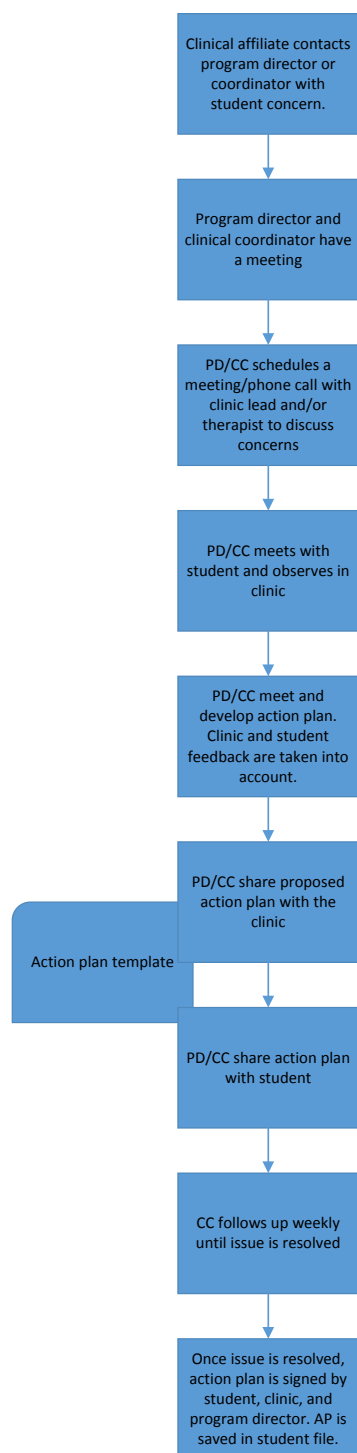 Clinical affiliate contacts
program director or
coordinator with
student concern.
Program director and
clinical coordinator have
a meeting
PD/CC schedules a
meeting/phone call with
clinic lead and/or
therapist to discuss
concerns
PD/CC meets with
student and observes in
clinic
PD/CC meet and
develop action plan.
Clinic and student
feedback are taken into
account.
PD/CC share proposed
action plan with the
clinic
Action plan template
PD/CC share action plan
with student
CC follows up weekly
until issue is resolved
Once issue is resolved,
action plan is signed by
student, clinic, and
program director. AP is
saved in student file.